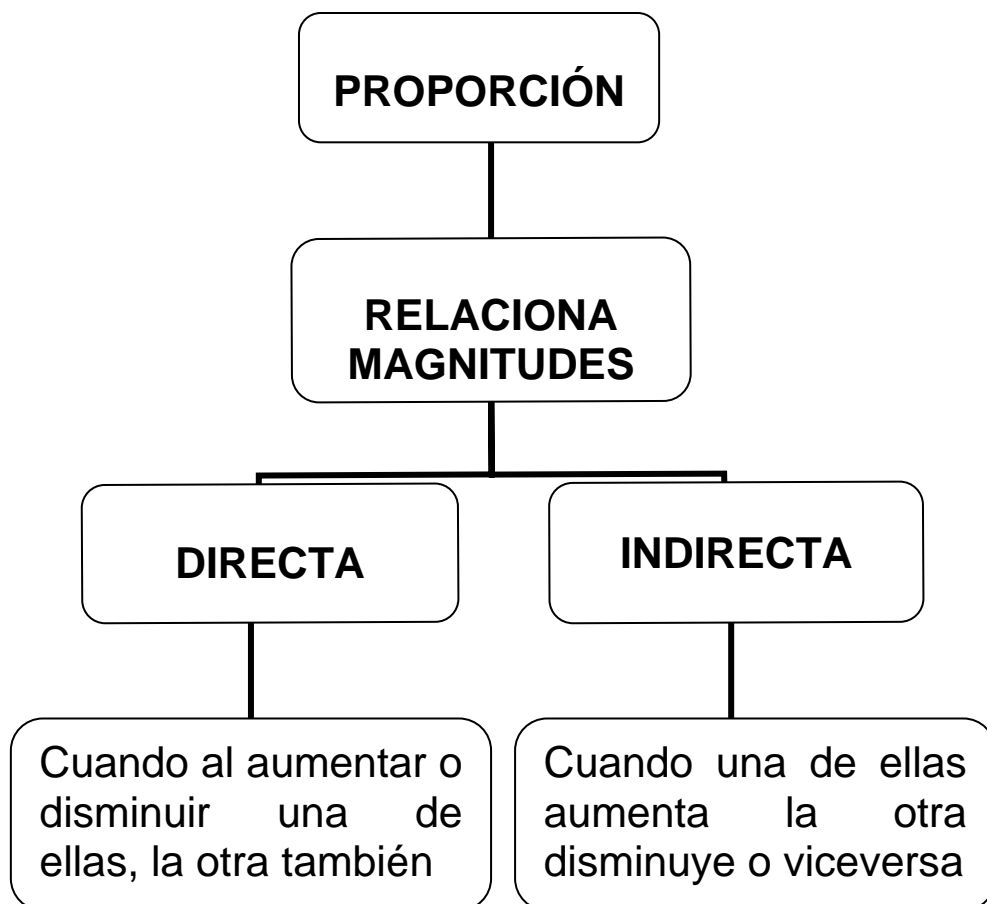 PROPORCIÓN
RELACIONA
MAGNITUDES
DIRECTA
INDIRECTA
Cuando al aumentar o
disminuir una de
ellas, la otra también
Cuando una de ellas
aumenta la otra
disminuye o viceversa